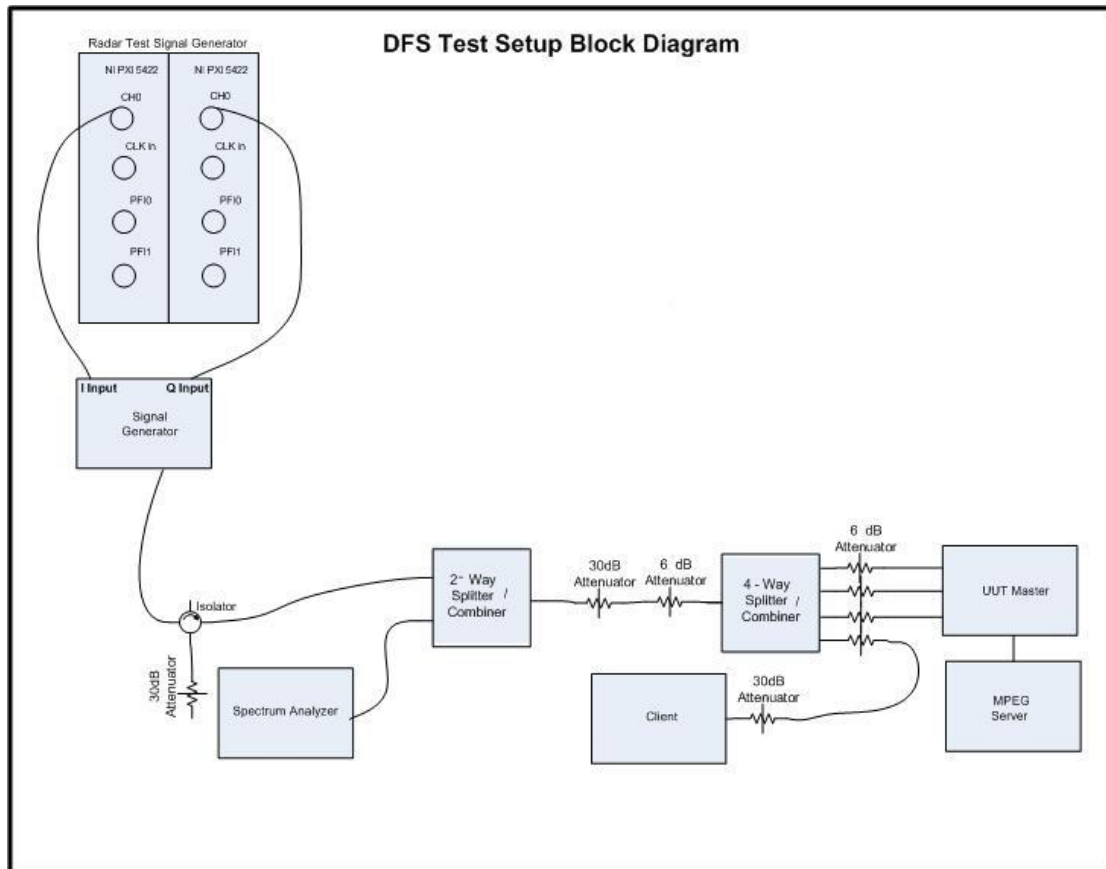 DFS Test Setup Block Diagram
Radar Test Signal Generator
NI PXI 5422
NI PXI 5422
CH0
CH0
CLK In
CLK In
PFI0
PFI0
PFI1
PFI1
I Input
Q Input
Signal
Generator
Isolator
30dB
Attenuator
Spectrum Analyzer
2- Way
Splitter /
Combiner
30dB
Attenuator
6 dB
Attenuator
4 - Way
Splitter /
Combiner
6 dB
Attenuator
UUT Master
MPEG
Server
Client
30dB
Attenuator